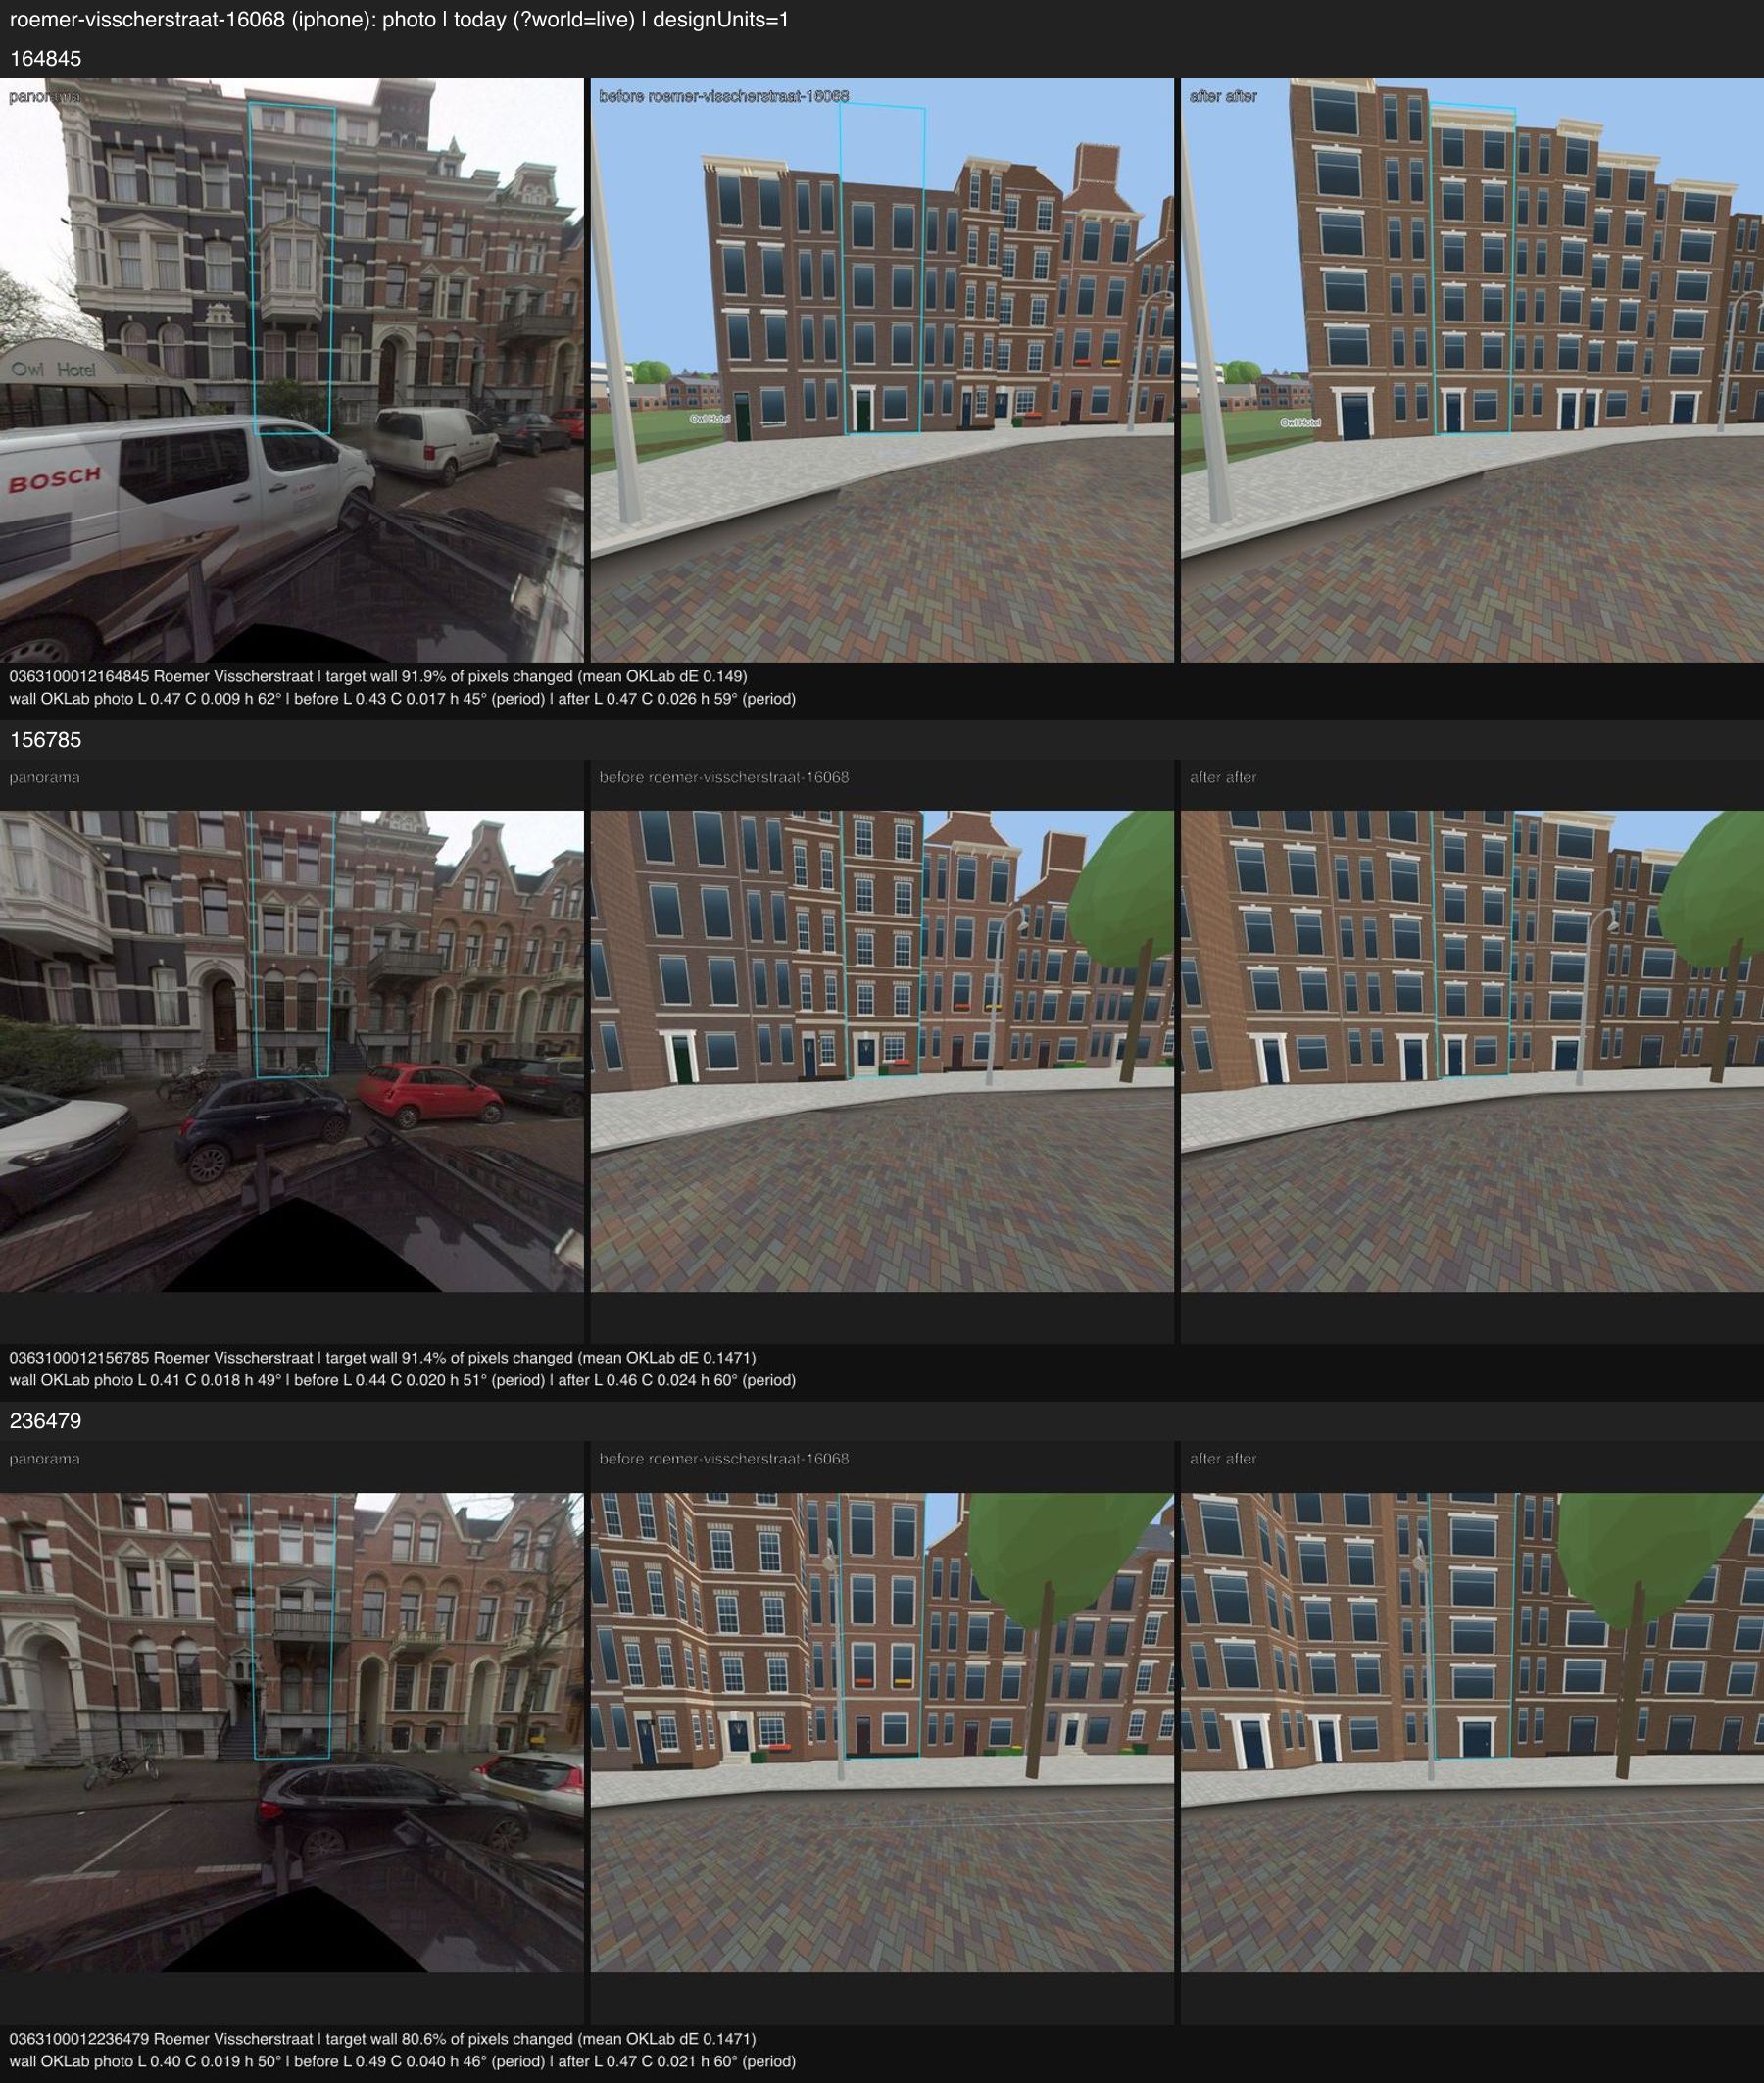 roemer-visscherstraat-16068 (iphone): photo | today (?world=live) | designUnits=1
164845
panorama
before roemer-visscherstraat-16068
after after
Owl Hotel
BOSCH
Owl Hotel
Owl Hotel
0363100012164845 Roemer Visscherstraat | target wall 91.9% of pixels changed (mean OKLab dE 0.149)
wall OKLab photo L 0.47 C 0.009 h 62° | before L 0.43 C 0.017 h 45° (period) | after L 0.47 C 0.026 h 59° (period)
156785
panorama
before roemer-visscherstraat-16068
after after
0363100012156785 Roemer Visscherstraat | target wall 91.4% of pixels changed (mean OKLab dE 0.1471)
wall OKLab photo L 0.41 C 0.018 h 49° | before L 0.44 C 0.020 h 51° (period) | after L 0.46 C 0.024 h 60° (period)
236479
panorama
before roemer-visscherstraat-16068
after after
0363100012236479 Roemer Visscherstraat | target wall 80.6% of pixels changed (mean OKLab dE 0.1471)
wall OKLab photo L 0.40 C 0.019 h 50° | before L 0.49 C 0.040 h 46° (period) | after L 0.47 C 0.021 h 60° (period)